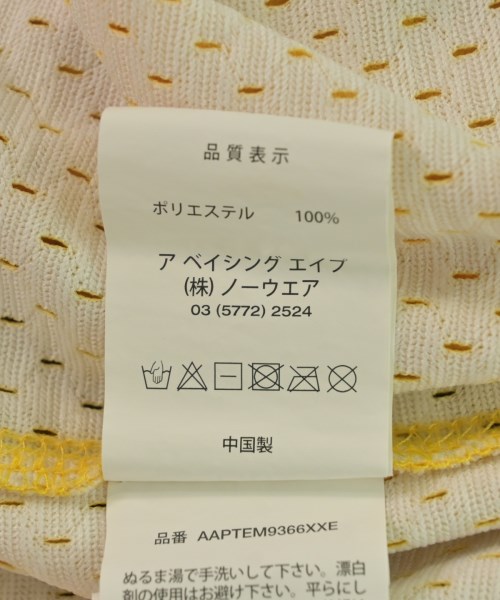 品質表示
ポリエステル 100%
ア ベイシング エイプ
(株) ノーウエア
03 (5772) 2524
中国製
品番 AAPTEM9366XXE
ぬるま湯で手洗いして下さい。漂白
剤の使用はお避け下さい。平らにし